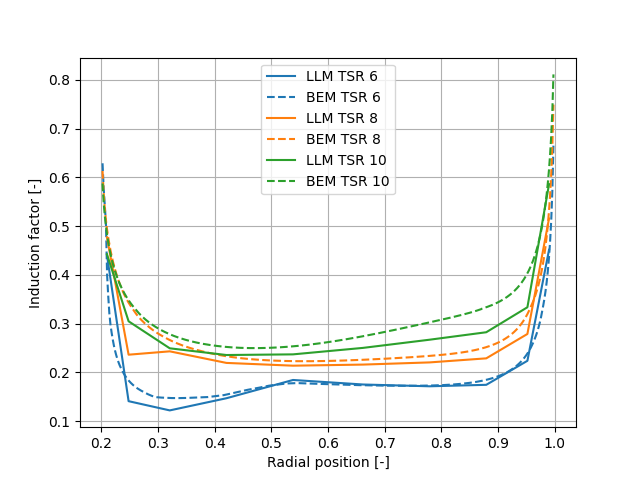 LLM TSR 6
BEM TSR 6
LLM TSR 8
BEM TSR 8
LLM TSR 10
BEM TSR 10
Induction factor [-]
0.8
0.7
0.6
0.5
0.4
0.3
0.2
0.1
0.2 0.3 0.4 0.5 0.6 0.7 0.8 0.9 1.0
Radial position [-]